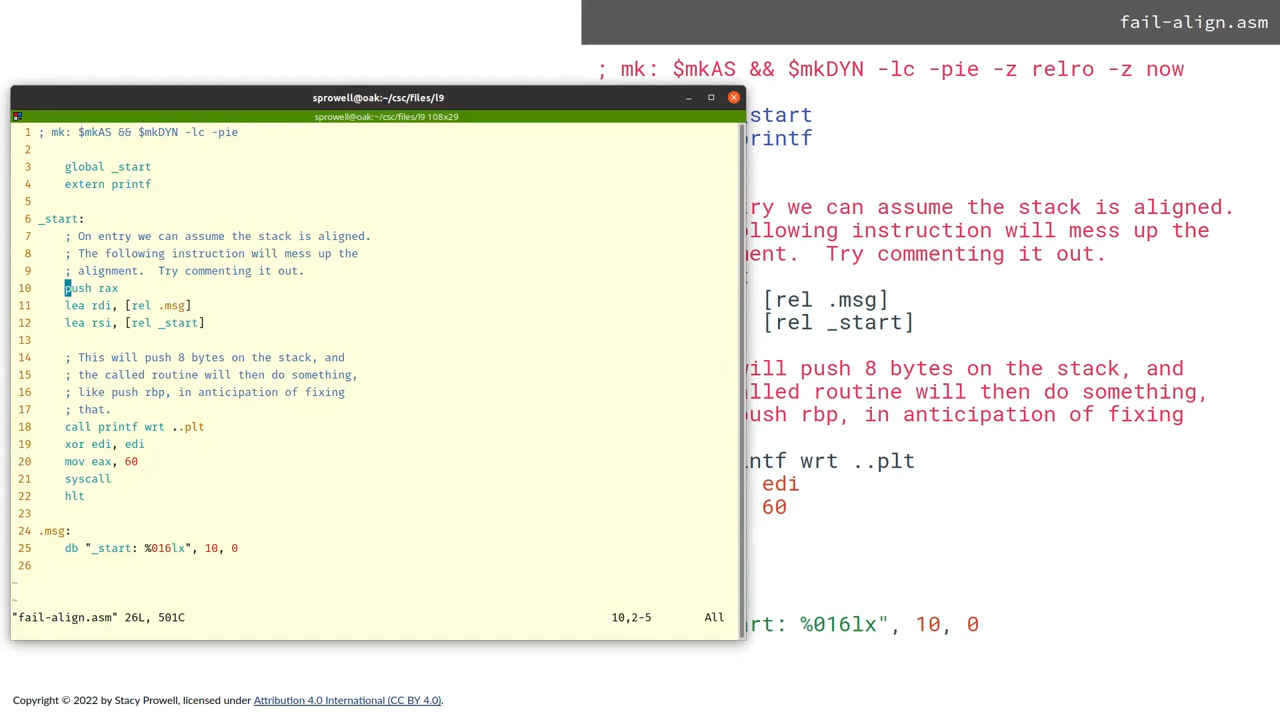 fail-align.asm
; mk: $mkAS && $mkDYN -lc -pie -z relro -z now
_start
printf
ry we can assume the stack is aligned.
ollowing instruction will mess up the
ment.  Try commenting it out.
[rel .msg]
[rel _start]
will push 8 bytes on the stack, and
alled routine will then do something,
push rbp, in anticipation of fixing
intf wrt ..plt
edi
60
art: %016lx", 10, 0
sprowell@oak:~/csc/files/l9
sprowell@oak:~/csc/files/l9 108x29
1 ; mk: $mkAS && $mkDYN -lc -pie
2
3 global _start
4 extern printf
5
6 _start:
7 ; On entry we can assume the stack is aligned.
8 ; The following instruction will mess up the
9 ; alignment.  Try commenting it out.
10 push rax
11 lea rdi, [rel .msg]
12 lea rsi, [rel _start]
13
14 ; This will push 8 bytes on the stack, and
15 ; the called routine will then do something,
16 ; like push rbp, in anticipation of fixing
17 ; that.
18 call printf wrt ..plt
19 xor edi, edi
20 mov eax, 60
21 syscall
22 hlt
23
24 .msg:
25 db "_start: %016lx", 10, 0
26
~
~
"fail-align.asm" 26L, 501C 10,2-5 All
Copyright © 2022 by Stacy Prowell, licensed under Attribution 4.0 International (CC BY 4.0).